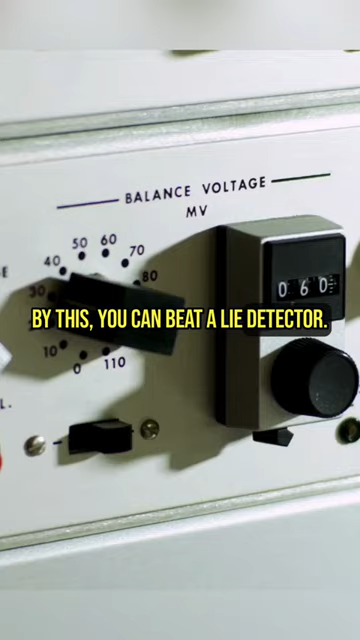 BALANCE VOLTAGE
MV
50 60
40 70
80
30
BY THIS, YOU CAN BEAT A LIE DETECTOR.
10
0 110
L.
0 6 0